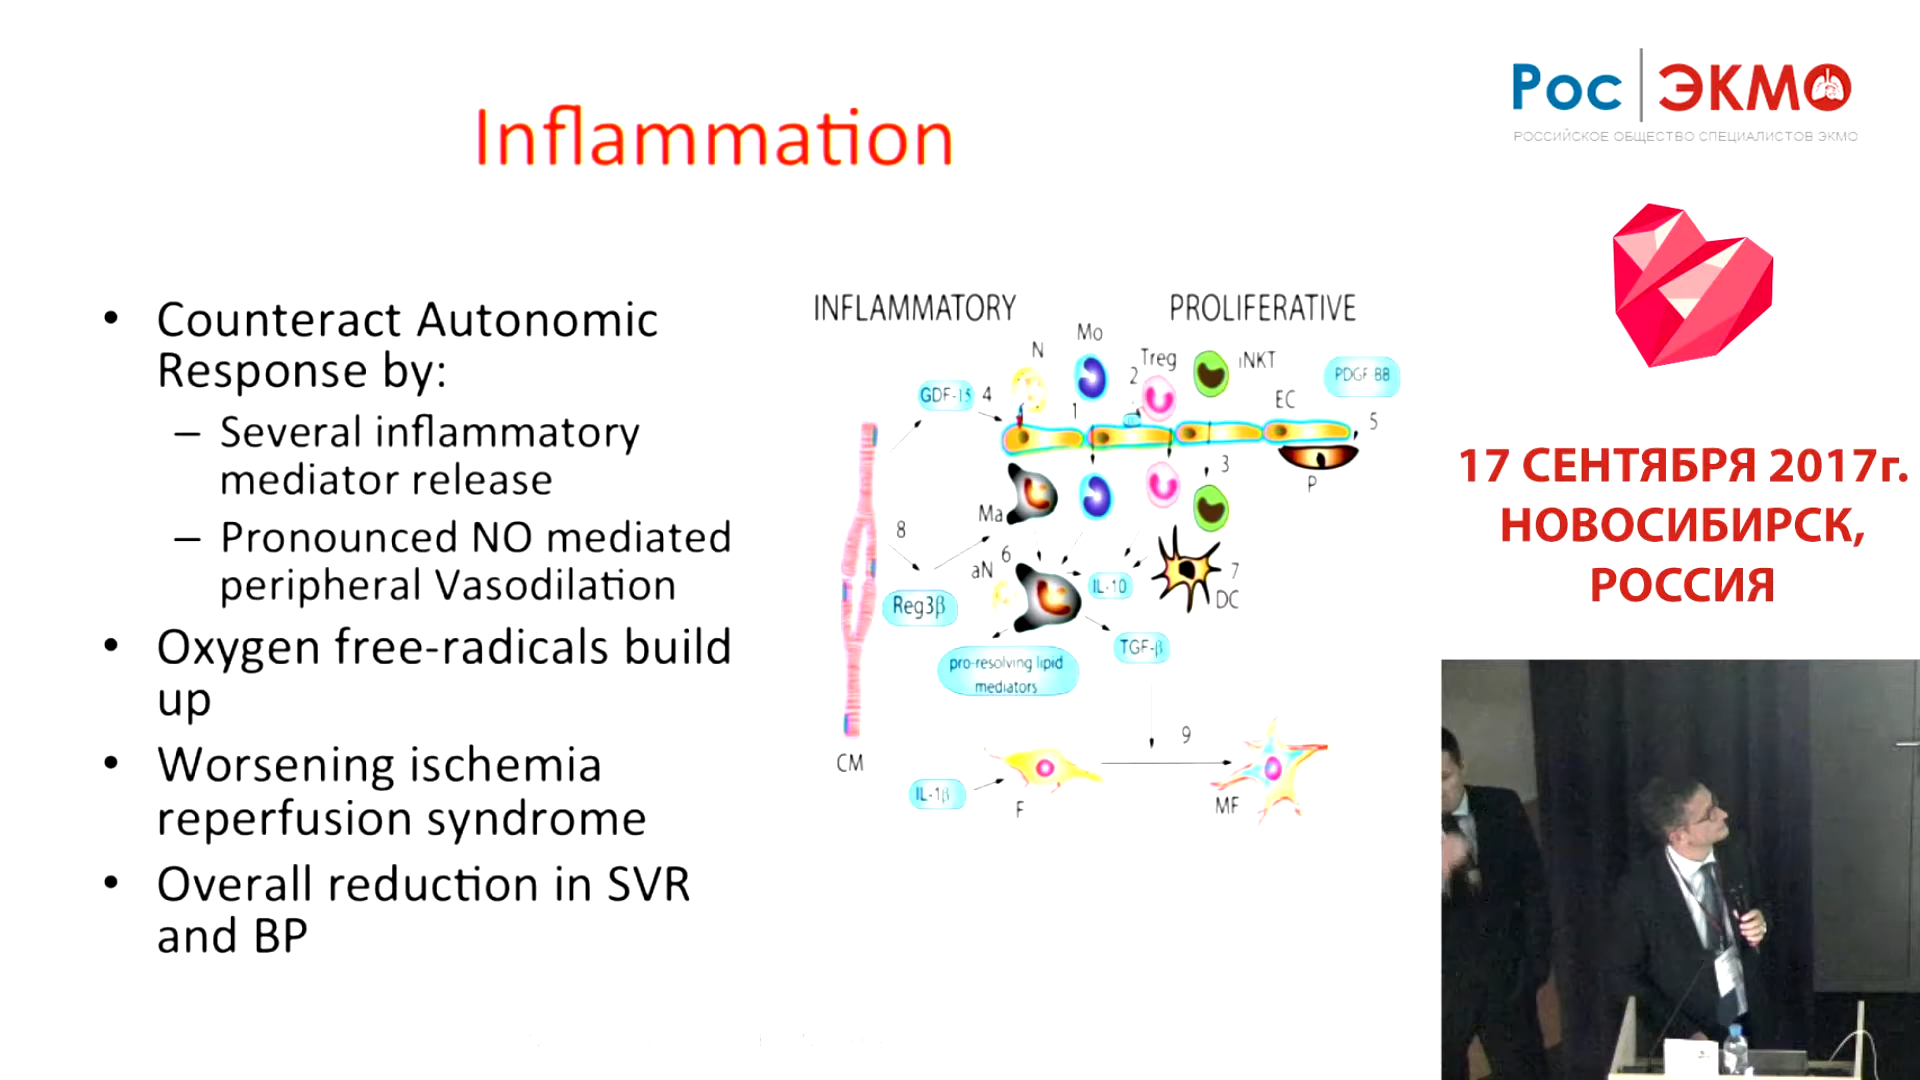 Inflammation
• Counteract Autonomic
Response by:
– Several inflammatory
mediator release
– Pronounced NO mediated
peripheral Vasodilation
• Oxygen free-radicals build
up
• Worsening ischemia
reperfusion syndrome
• Overall reduction in SVR
and BP
INFLAMMATORY
PROLIFERATIVE
Mo
N
Treg
iNKT
2
PDGF-BB
GDF-15
4
1
EC
5
3
P
Ma
8
6
aN
IL-10
7
DC
Reg3β
TGF-β
pro-resolving lipid
mediators
9
CM
IL-1β
F
MF
Рос ЭКМО
РОССИЙСКОЕ ОБЩЕСТВО СПЕЦИАЛИСТОВ ЭКМО
17 СЕНТЯБРЯ 2017г.
НОВОСИБИРСК,
РОССИЯ